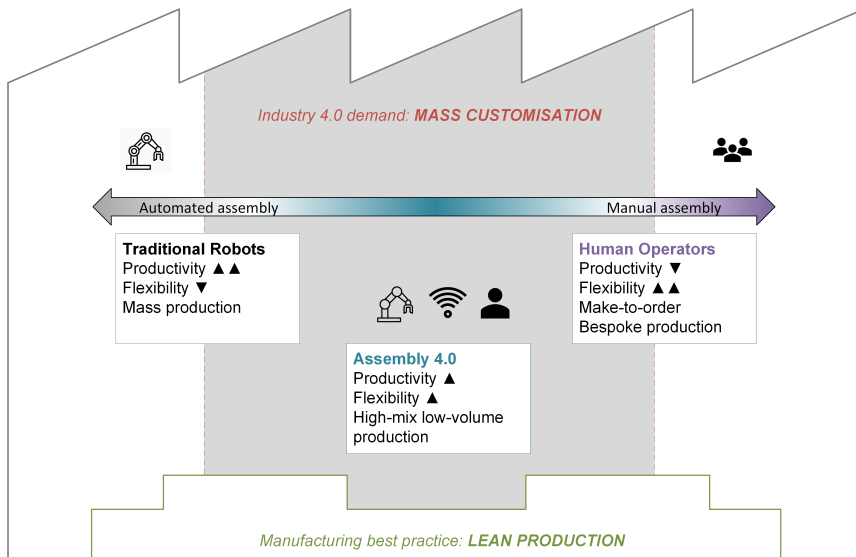 Industry 4.0 demand: MASS CUSTOMISATION
Automated assembly
Manual assembly
Traditional Robots
Productivity ▲▲
Flexibility ▼
Mass production
Human Operators
Productivity ▼
Flexibility ▲▲
Make-to-order
Bespoke production
Assembly 4.0
Productivity ▲
Flexibility ▲
High-mix low-volume
production
Manufacturing best practice: LEAN PRODUCTION